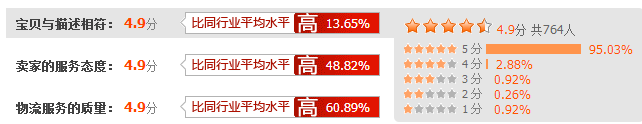 宝贝与描述相符：4.9分 比同行业平均水平 高 13.65%
卖家的服务态度：4.9分 比同行业平均水平 高 48.82%
物流服务的质量：4.9分 比同行业平均水平 高 60.89%
4.9分 共764人
5分 95.03%
4分 2.88%
3分 0.92%
2分 0.26%
1分 0.92%